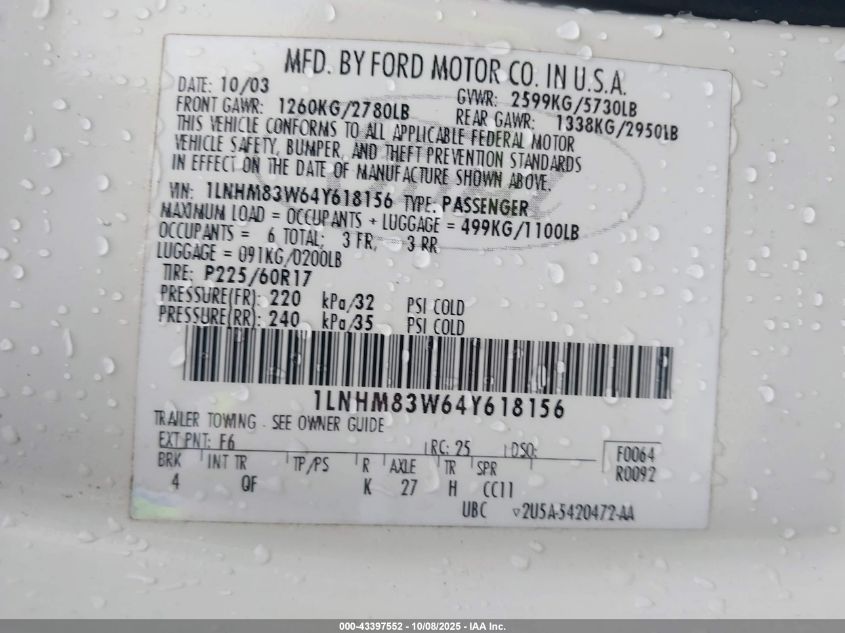 MFD. BY FORD MOTOR CO. IN U.S.A.
DATE: 10/03 GVWR: 2599KG/5730LB
FRONT GAWR: 1260KG/2780LB REAR GAWR: 1338KG/2950LB
THIS VEHICLE CONFORMS TO ALL APPLICABLE FEDERAL MOTOR
VEHICLE SAFETY, BUMPER, AND THEFT PREVENTION STANDARDS
IN EFFECT ON THE DATE OF MANUFACTURE SHOWN ABOVE.
VIN: 1LNHM83W64Y618156 TYPE: PASSENGER
MAXIMUM LOAD = OCCUPANTS + LUGGAGE = 499KG/1100LB
OCCUPANTS = 6 TOTAL; 3 FR, 3 RR
LUGGAGE = 091KG/0200LB
TIRE: P225/60R17
PRESSURE(FR): 220 kPa/32 PSI COLD
PRESSURE(RR): 240 kPa/35 PSI COLD
1LNHM83W64Y618156
TRAILER TOWING - SEE OWNER GUIDE
EXT PNT: F6 RC: 25 DSO: F0064
BRK INT TR TP/PS R AXLE TR SPR R0092
4 QF K 27 H CC11
UBC ▽2U5A-5420472-AA
000-43397552 - 10/08/2025 - IAA Inc.